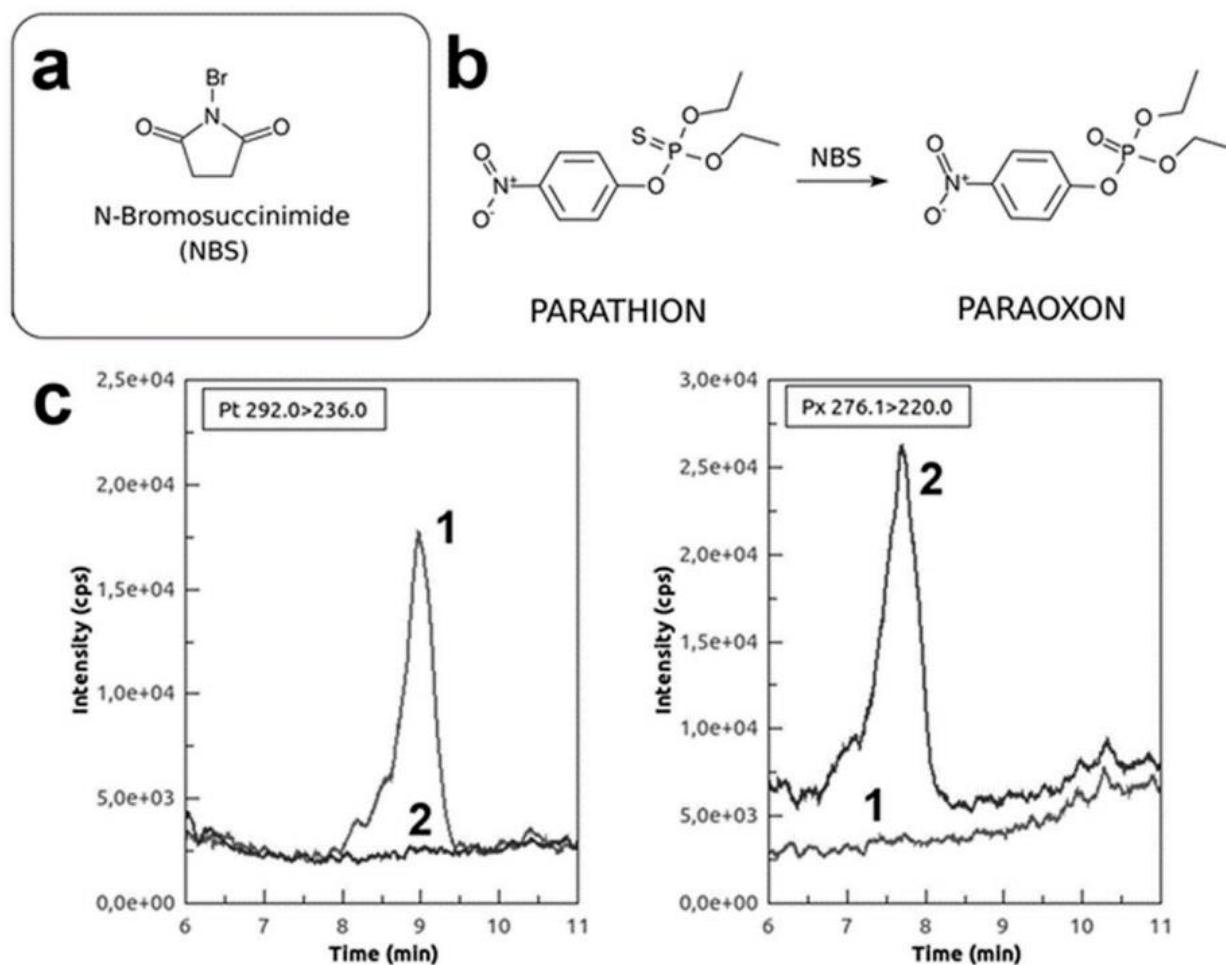 a
Br
N
O
O
N-Bromosuccinimide
(NBS)
b
O
N+
O-
S
P
O
O
O
NBS
O
N+
O-
O
P
O
O
O
PARATHION
PARAOXON
c
2,5e+04
2,0e+04
1,5e+04
1,0e+04
5,0e+03
0,0e+00
Intensity (cps)
Pt 292.0>236.0
1
2
6 7 8 9 10 11
Time (min)
3,0e+04
2,5e+04
2,0e+04
1,5e+04
1,0e+04
5,0e+03
0,0e+00
Intensity (cps)
Px 276.1>220.0
2
1
6 7 8 9 10 11
Time (min)